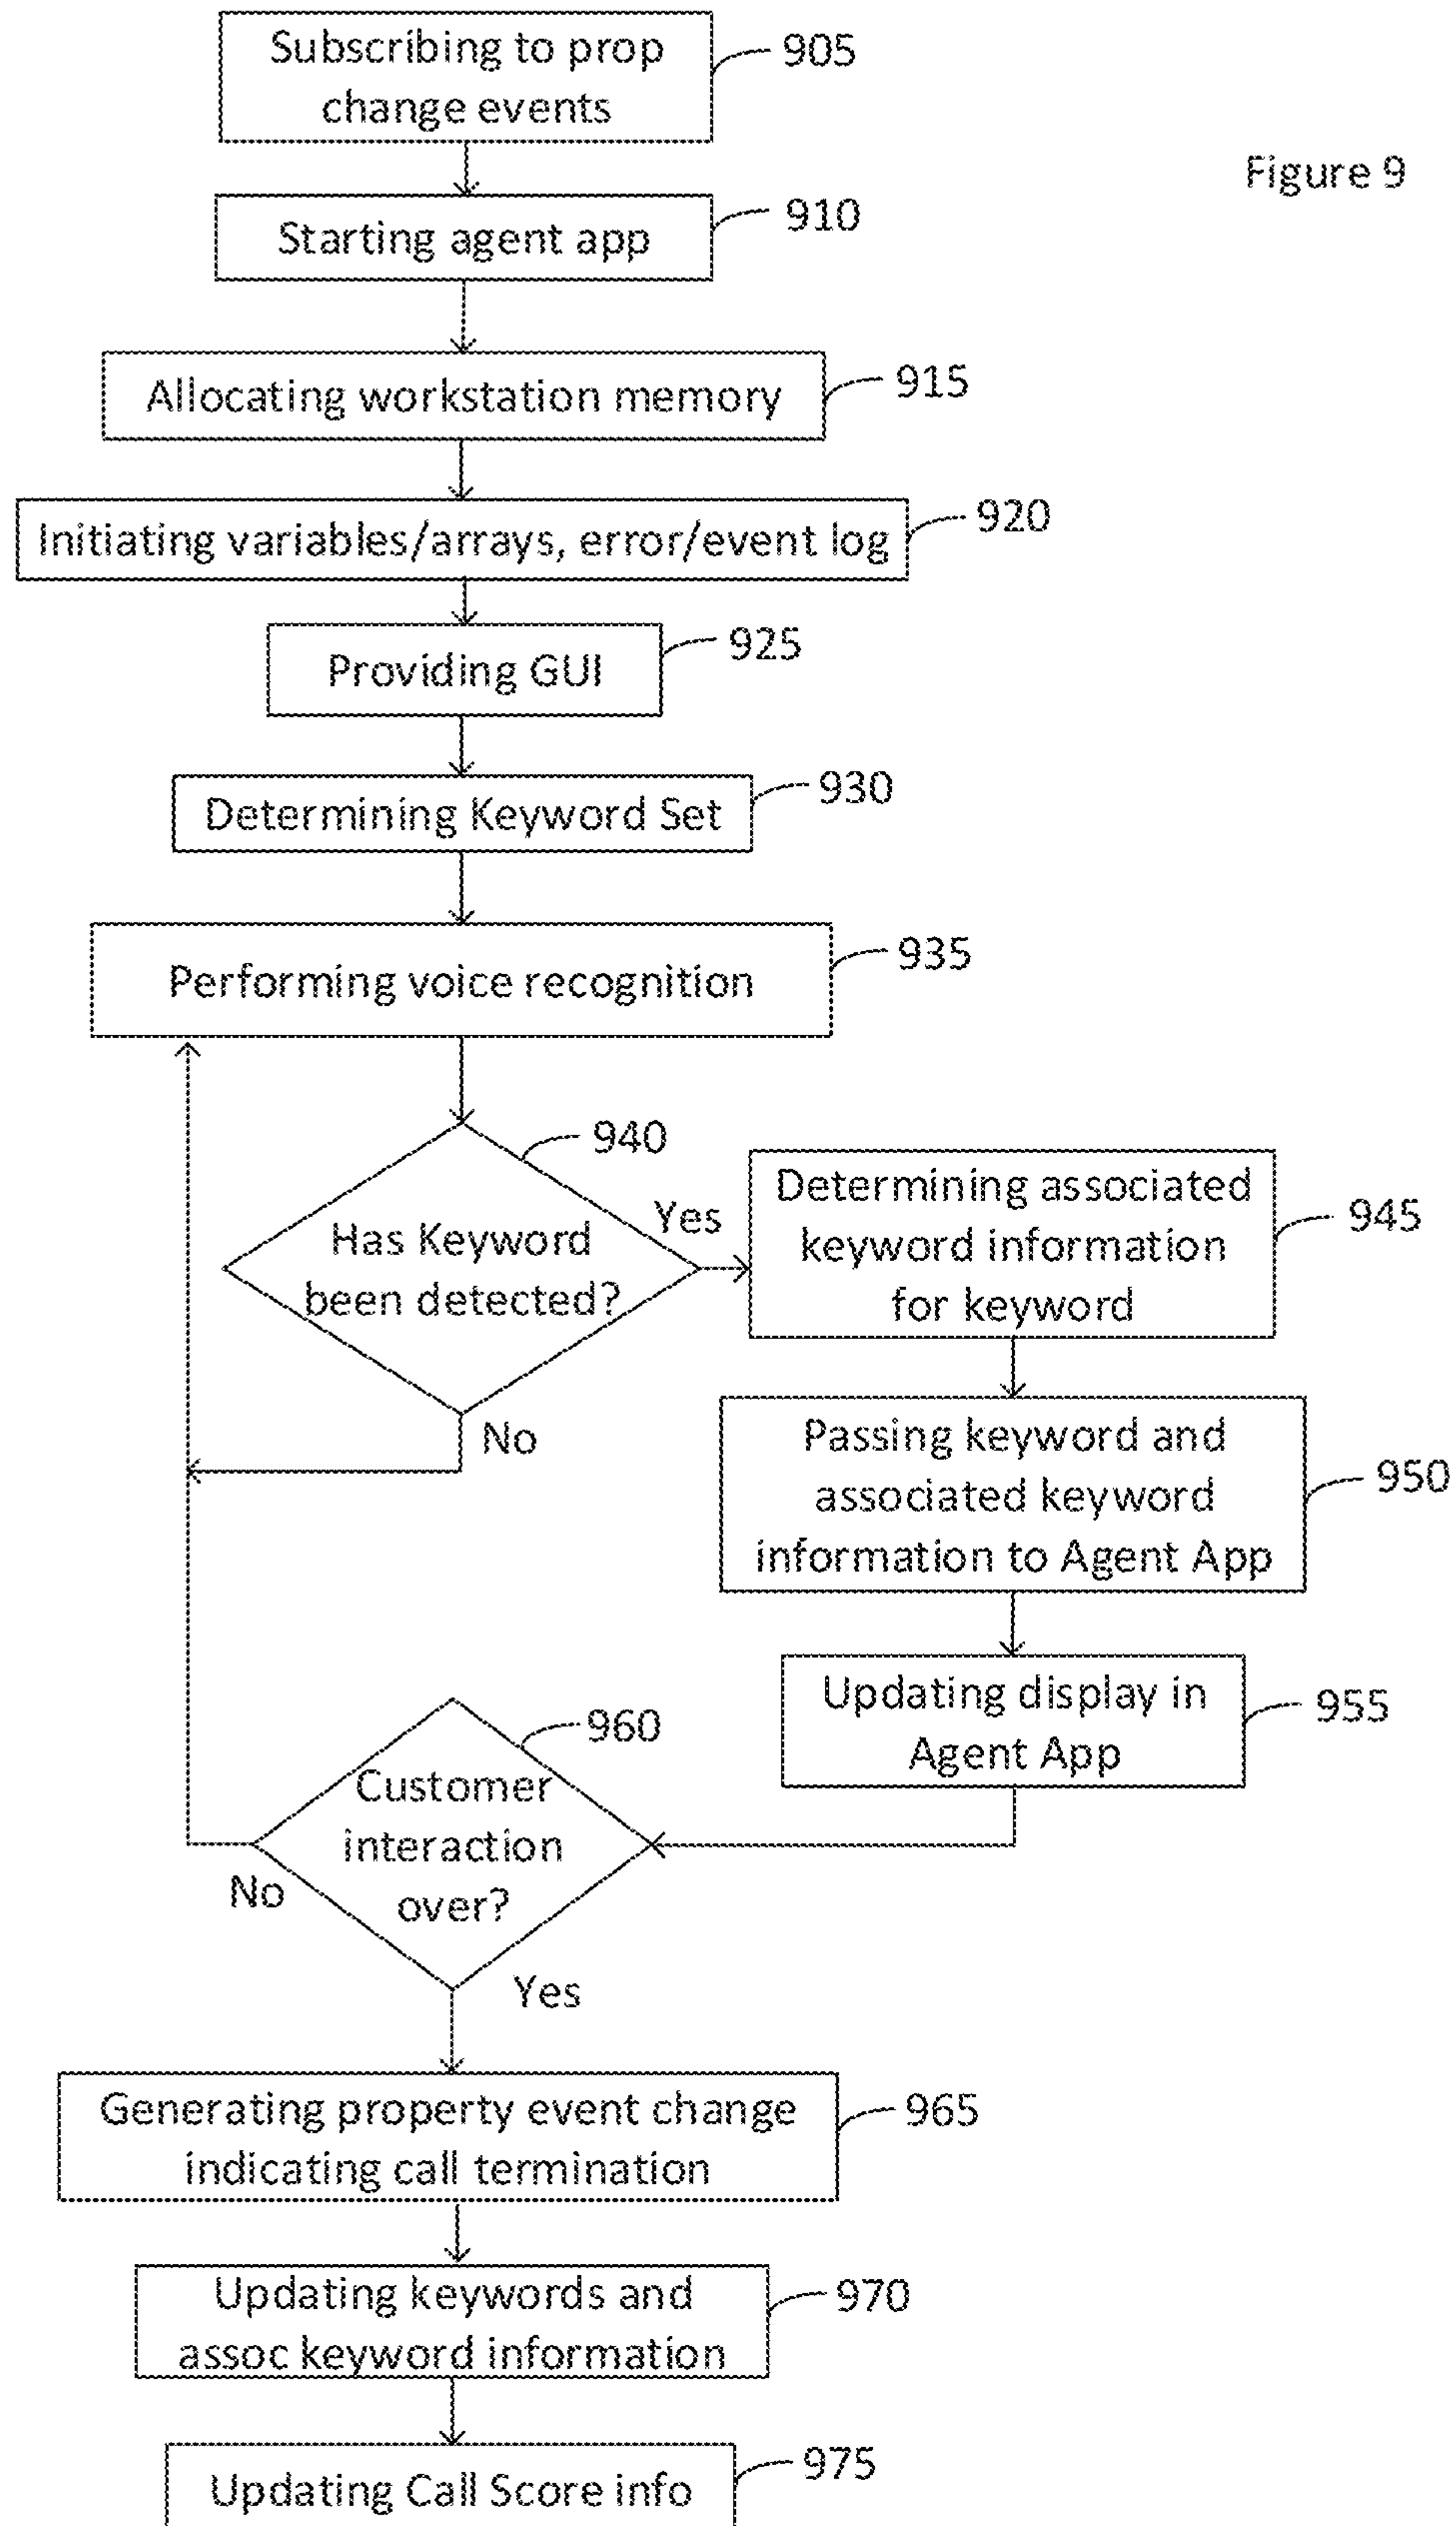 Subscribing to prop
change events
905
Figure 9
Starting agent app
910
Allocating workstation memory
915
Initiating variables/arrays, error/event log
920
Providing GUI
925
Determining Keyword Set
930
Performing voice recognition
935
Has Keyword
been detected?
940
Yes
No
Determining associated
keyword information
for keyword
945
Passing keyword and
associated keyword
information to Agent App
950
Updating display in
Agent App
955
Customer
interaction
over?
960
No
Yes
Generating property event change
indicating call termination
965
Updating keywords and
assoc keyword information
970
Updating Call Score info
975